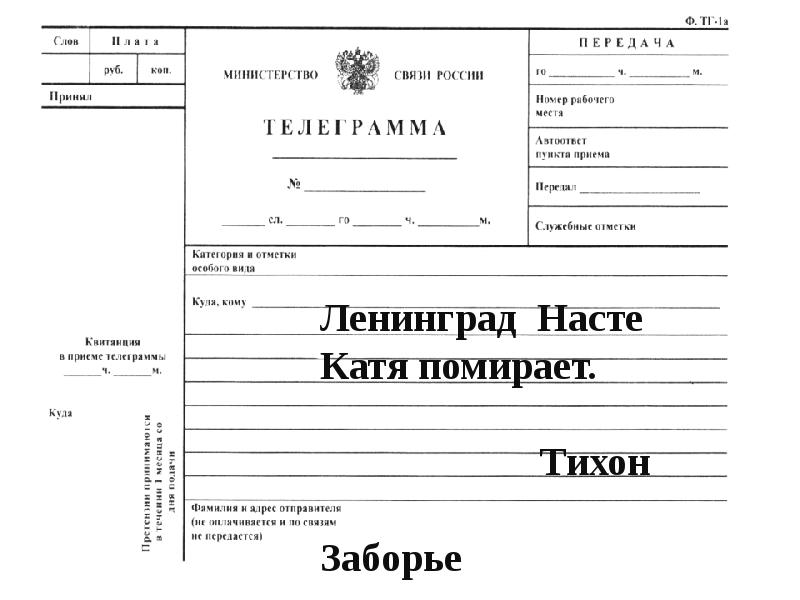 Ф. ТГ-1а
Слов Плата
руб. коп.
Принял
МИНИСТЕРСТВО СВЯЗИ РОССИИ
ТЕЛЕГРАММА
№
сл. го ч. м.
ПЕРЕДАЧА
го ч. м.
Номер рабочего
места
Автоответ
пункта приема
Передал
Служебные отметки
Категория и отметки
особого вида
Куда, кому
Ленинград Насте
Катя помирает.
Тихон
Квитанция
в приеме телеграммы
ч. м.
Куда
Претензии принимаются
в течении 1 месяца со
дня подачи
Фамилия и адрес отправителя
(не оплачивается и по связям
не передается)
Заборье